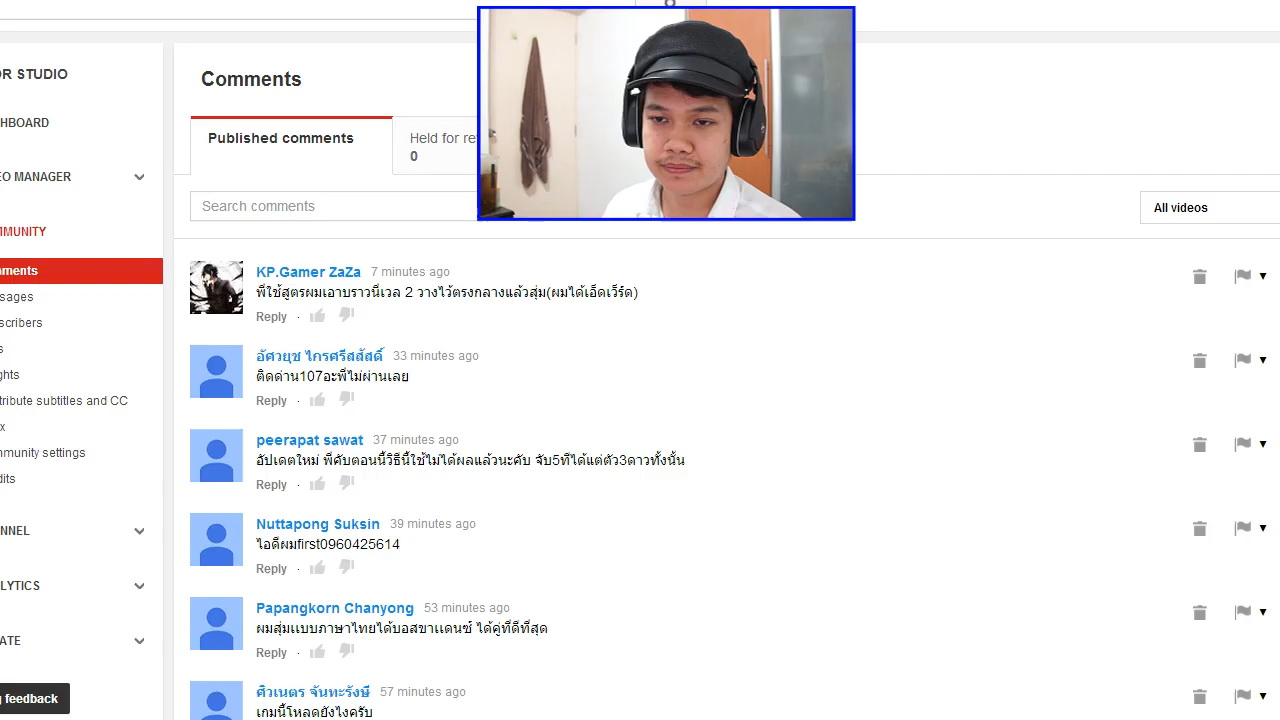 OR STUDIO
Comments
HBOARD
Published comments
Held for re
0
EO MANAGER
Search comments
All videos
MMUNITY
mments
sages
scribers
s
ghts
tribute subtitles and CC
x
mmunity settings
dits
NNEL
LYTICS
ATE
g feedback
KP.Gamer ZaZa 7 minutes ago
พี่ใช้สูตรผมเอาบราวนี่เวล 2 วางไว้ตรงกลางแล้วสุ่ม(ผมได้เอ็ดเวิ็ร์ด)
Reply
อัศวยุช ไกรศรีสสัสดิ์ 33 minutes ago
ติดด่าน107อะพี่ไม่ผ่านเลย
Reply
peerapat sawat 37 minutes ago
อัปเดตใหม่ พี่คับตอนนี้วิธีนี้ใช้ไม่ได้ผลแล้วนะคับ จับ5ทีได้แต่ตัว3ดาวทั้งนั้น
Reply
Nuttapong Suksin 39 minutes ago
ไอดีผมfirst0960425614
Reply
Papangkorn Chanyong 53 minutes ago
ผมสุ่มแบบภาษาไทยได้บอสขาแดนซ์ ได้คู่ที่ดีที่สุด
Reply
ศิวเนตร จันทะรังษี 57 minutes ago
เกมนี้โหลดยังไงครับ